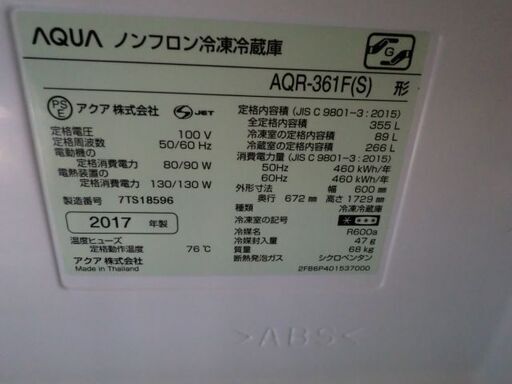 AQUA ノンフロン冷凍冷蔵庫
G
AQR-361F(S) 形
PS E アクア 株式会社 S-JET
定格電圧 100 V
定格周波数 50/60 Hz
電動機の
定格消費電力 80/90 W
電熱装置の
定格消費電力 130/130 W
製造番号 7TS18596
2017 年製
温度ヒューズ
定格動作温度 76℃
アクア 株式会社
Made in Thailand
定格内容積 (JIS C 9801-3 : 2015)
全定格内容積 355 L
冷凍室の定格内容積 89 L
冷蔵室の定格内容積 266 L
消費電力量 (JIS C 9801-3 : 2015)
50Hz 460 kWh/年
60Hz 460 kWh/年
外形寸法 幅 600 mm
奥行 672 mm 高さ 1729 mm
種類 冷凍冷蔵庫
冷凍室の記号
冷媒名 R600a
冷媒封入量 47 g
質量 68 kg
断熱発泡ガス シクロペンタン
2FB6P401537000
>ABS<